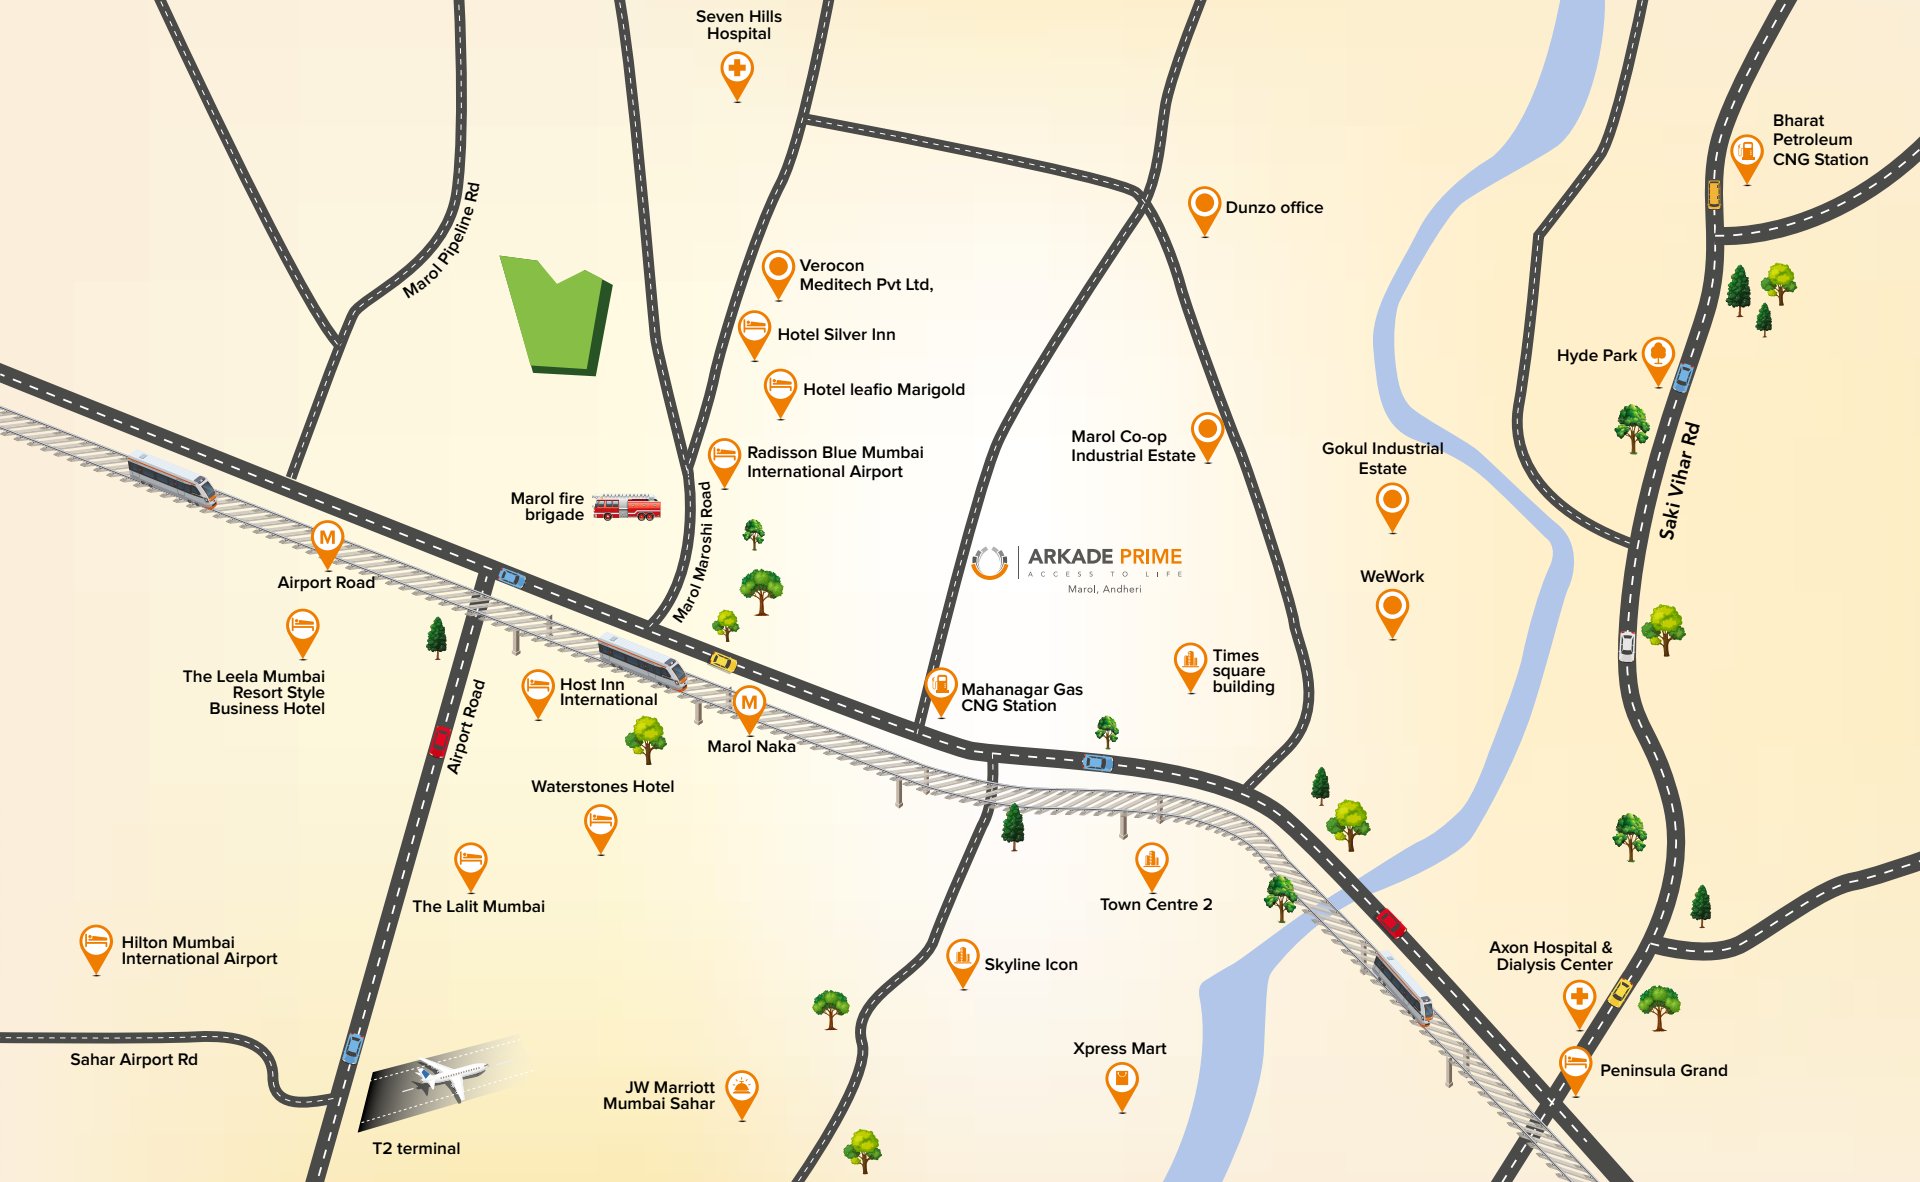 Seven Hills
Hospital
Bharat
Petroleum
CNG Station
Marol Pipeline Rd
Dunzo office
Verocon
Meditech Pvt Ltd,
Hotel Silver Inn
Hyde Park
Hotel leafio Marigold
Radisson Blue Mumbai
International Airport
Marol Co-op
Industrial Estate
Gokul Industrial
Estate
Saki Vihar Rd
Marol fire
brigade
Marol Maroshi Road
M
Airport Road
ARKADE PRIME
ACCESS TO LIFE
Marol, Andheri
WeWork
The Leela Mumbai
Resort Style
Business Hotel
Airport Road
Host Inn
International
M
Marol Naka
Mahanagar Gas
CNG Station
Times
square
building
Waterstones Hotel
The Lalit Mumbai
Town Centre 2
Hilton Mumbai
International Airport
Skyline Icon
Axon Hospital &
Dialysis Center
Sahar Airport Rd
Xpress Mart
Peninsula Grand
JW Marriott
Mumbai Sahar
T2 terminal